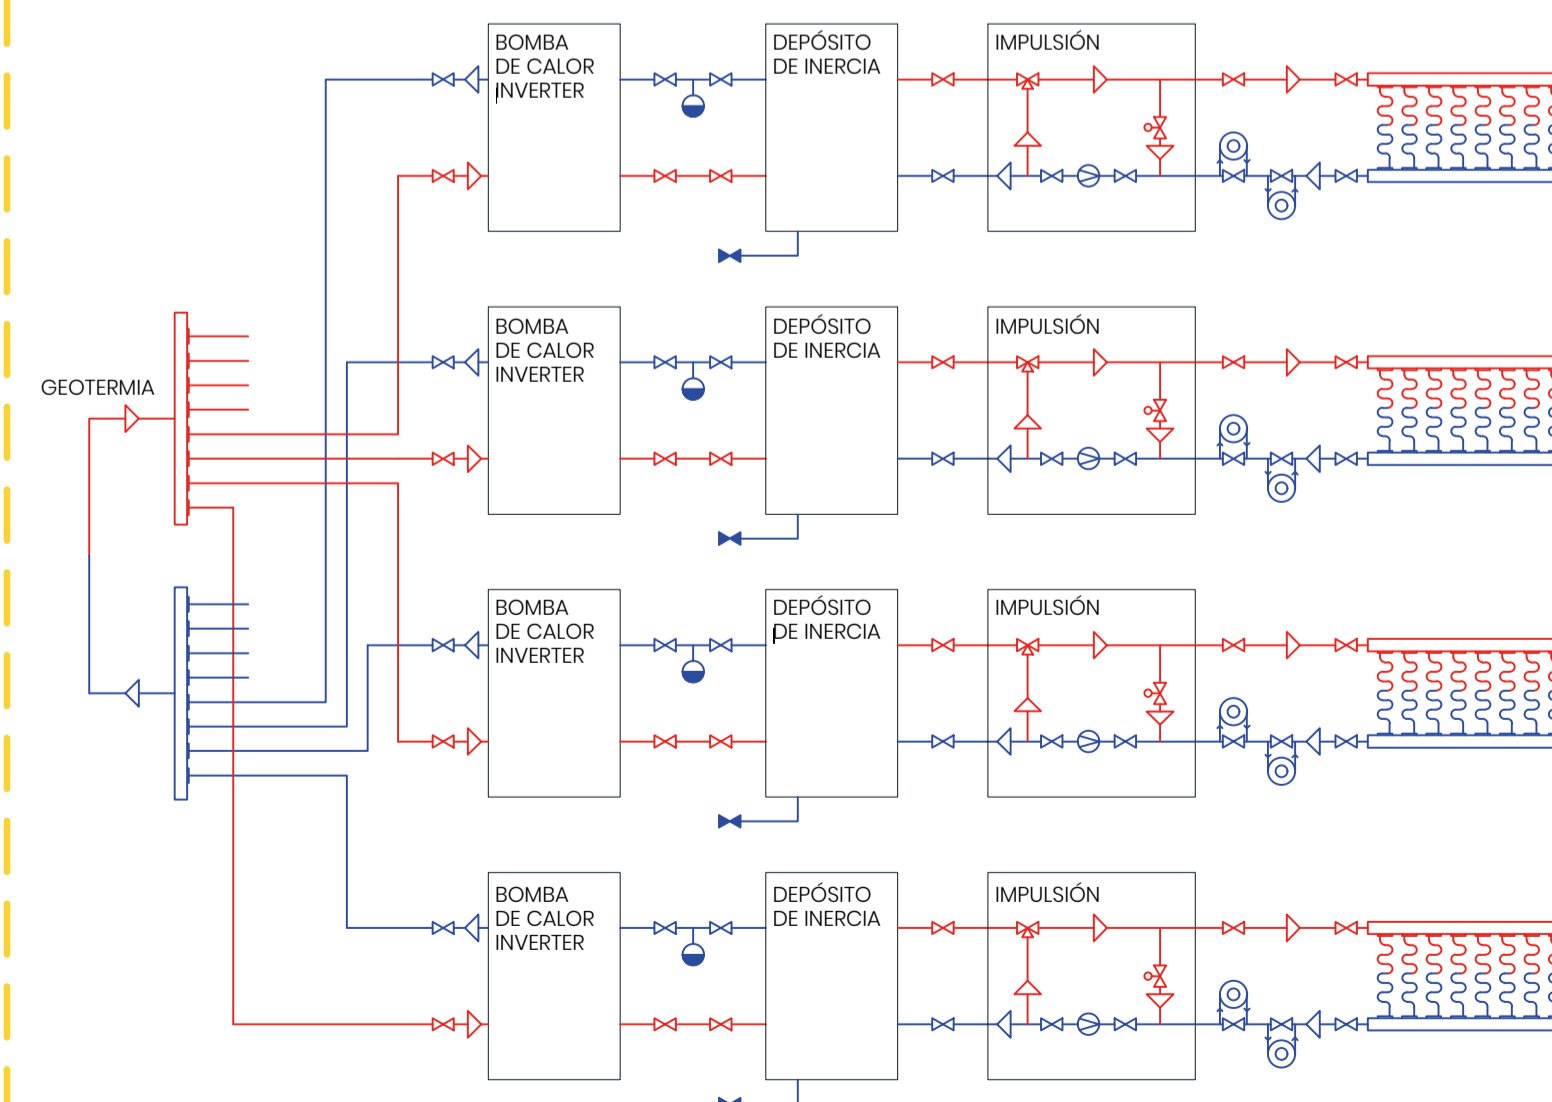 BOMBA
DE CALOR
INVERTER
DEPÓSITO
DE INERCIA
IMPULSIÓN
BOMBA
DE CALOR
INVERTER
DEPÓSITO
DE INERCIA
IMPULSIÓN
GEOTERMIA
BOMBA
DE CALOR
INVERTER
DEPÓSITO
DE INERCIA
IMPULSIÓN
BOMBA
DE CALOR
INVERTER
DEPÓSITO
DE INERCIA
IMPULSIÓN